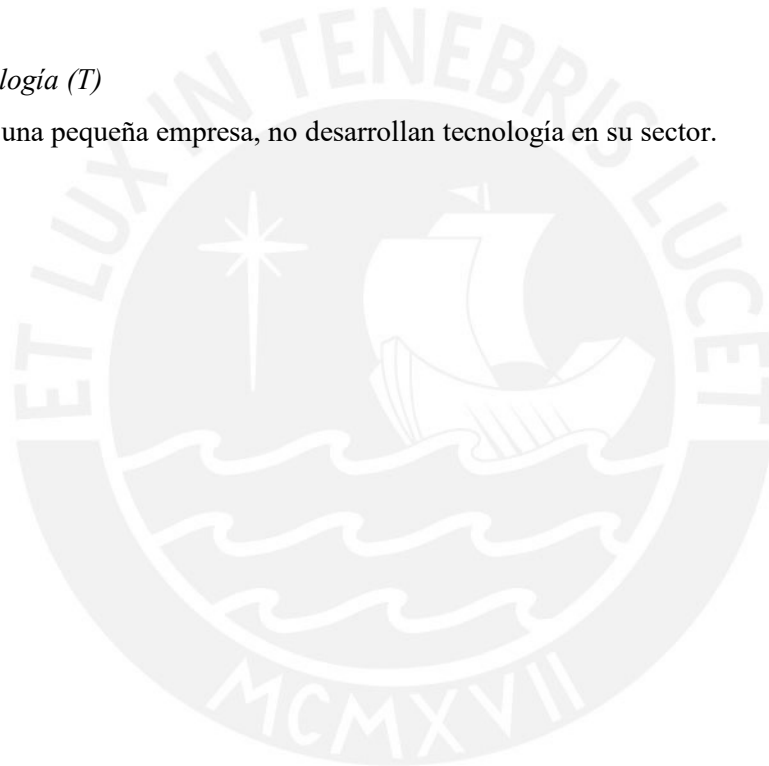 logía (T)
una pequeña empresa, no desarrollan tecnología en su sector.
ET LUX IN TENEBRIS LUCET
MCMXVII